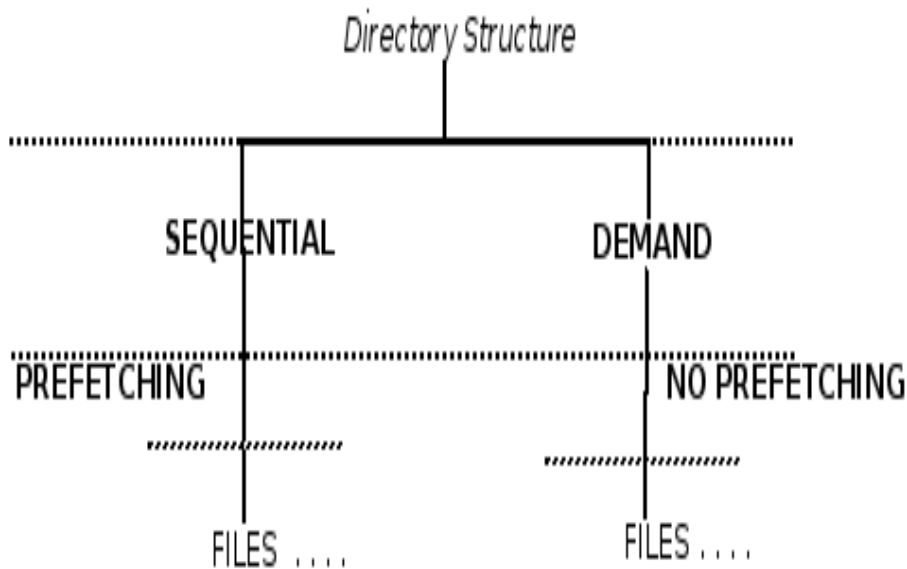 Directory Structure
SEQUENTIAL
DEMAND
PREFETCHING
NO PREFETCHING
FILES . . . .
FILES . . . .